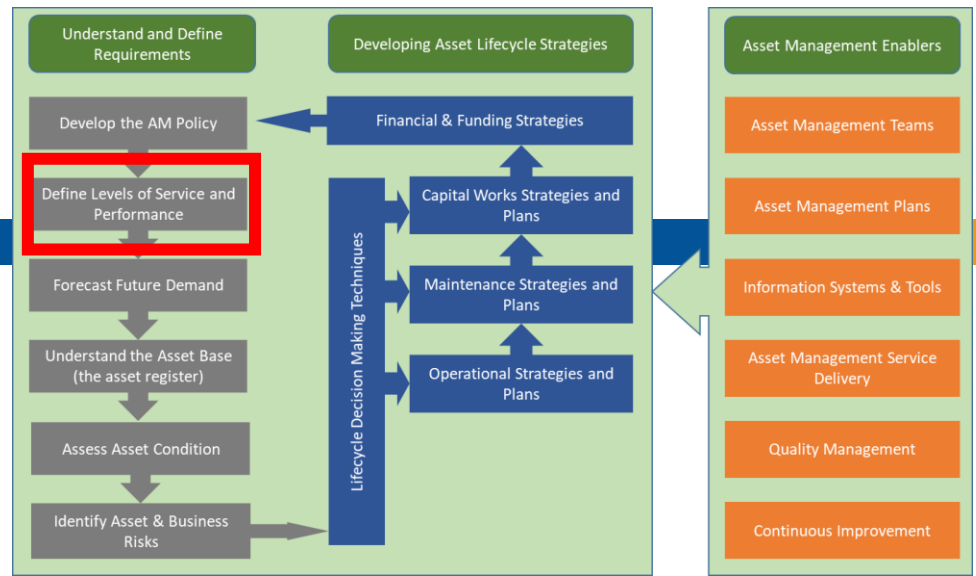 Understand and Define
Requirements
Developing Asset Lifecycle Strategies
Asset Management Enablers
Develop the AM Policy
Define Levels of Service and
Performance
Forecast Future Demand
Understand the Asset Base
(the asset register)
Assess Asset Condition
Identify Asset & Business
Risks
Lifecycle Decision Making Techniques
Financial & Funding Strategies
Capital Works Strategies and
Plans
Maintenance Strategies and
Plans
Operational Strategies and
Plans
Asset Management Teams
Asset Management Plans
Information Systems & Tools
Asset Management Service
Delivery
Quality Management
Continuous Improvement